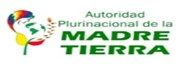 Autoridad
Plurinacional de la
MADRE
TIERRA